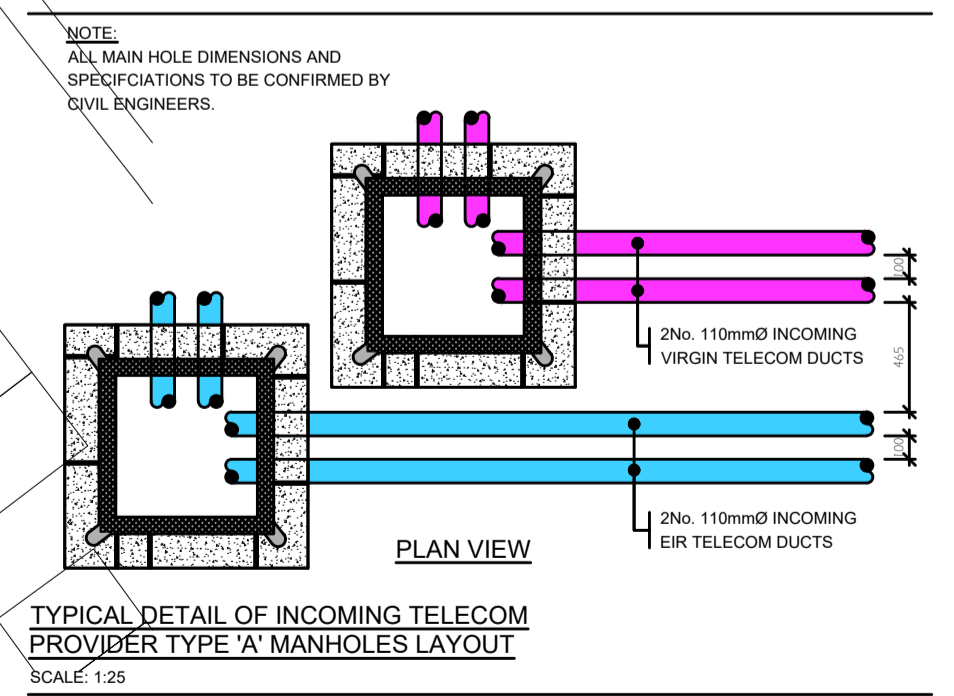 NOTE:
ALL MAIN HOLE DIMENSIONS AND
SPECIFCIATIONS TO BE CONFIRMED BY
CIVIL ENGINEERS.
100
2No. 110mmØ INCOMING
VIRGIN TELECOM DUCTS
465
100
2No. 110mmØ INCOMING
EIR TELECOM DUCTS
PLAN VIEW
TYPICAL DETAIL OF INCOMING TELECOM
PROVIDER TYPE 'A' MANHOLES LAYOUT
SCALE: 1:25